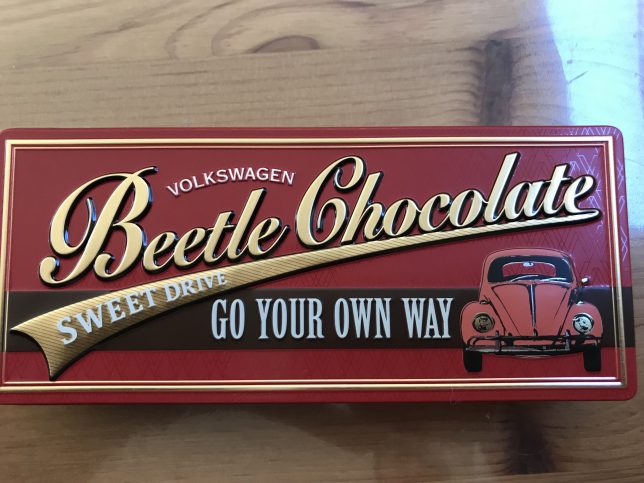 VOLKSWAGEN
Beetle Chocolate
SWEET DRIVE
GO YOUR OWN WAY